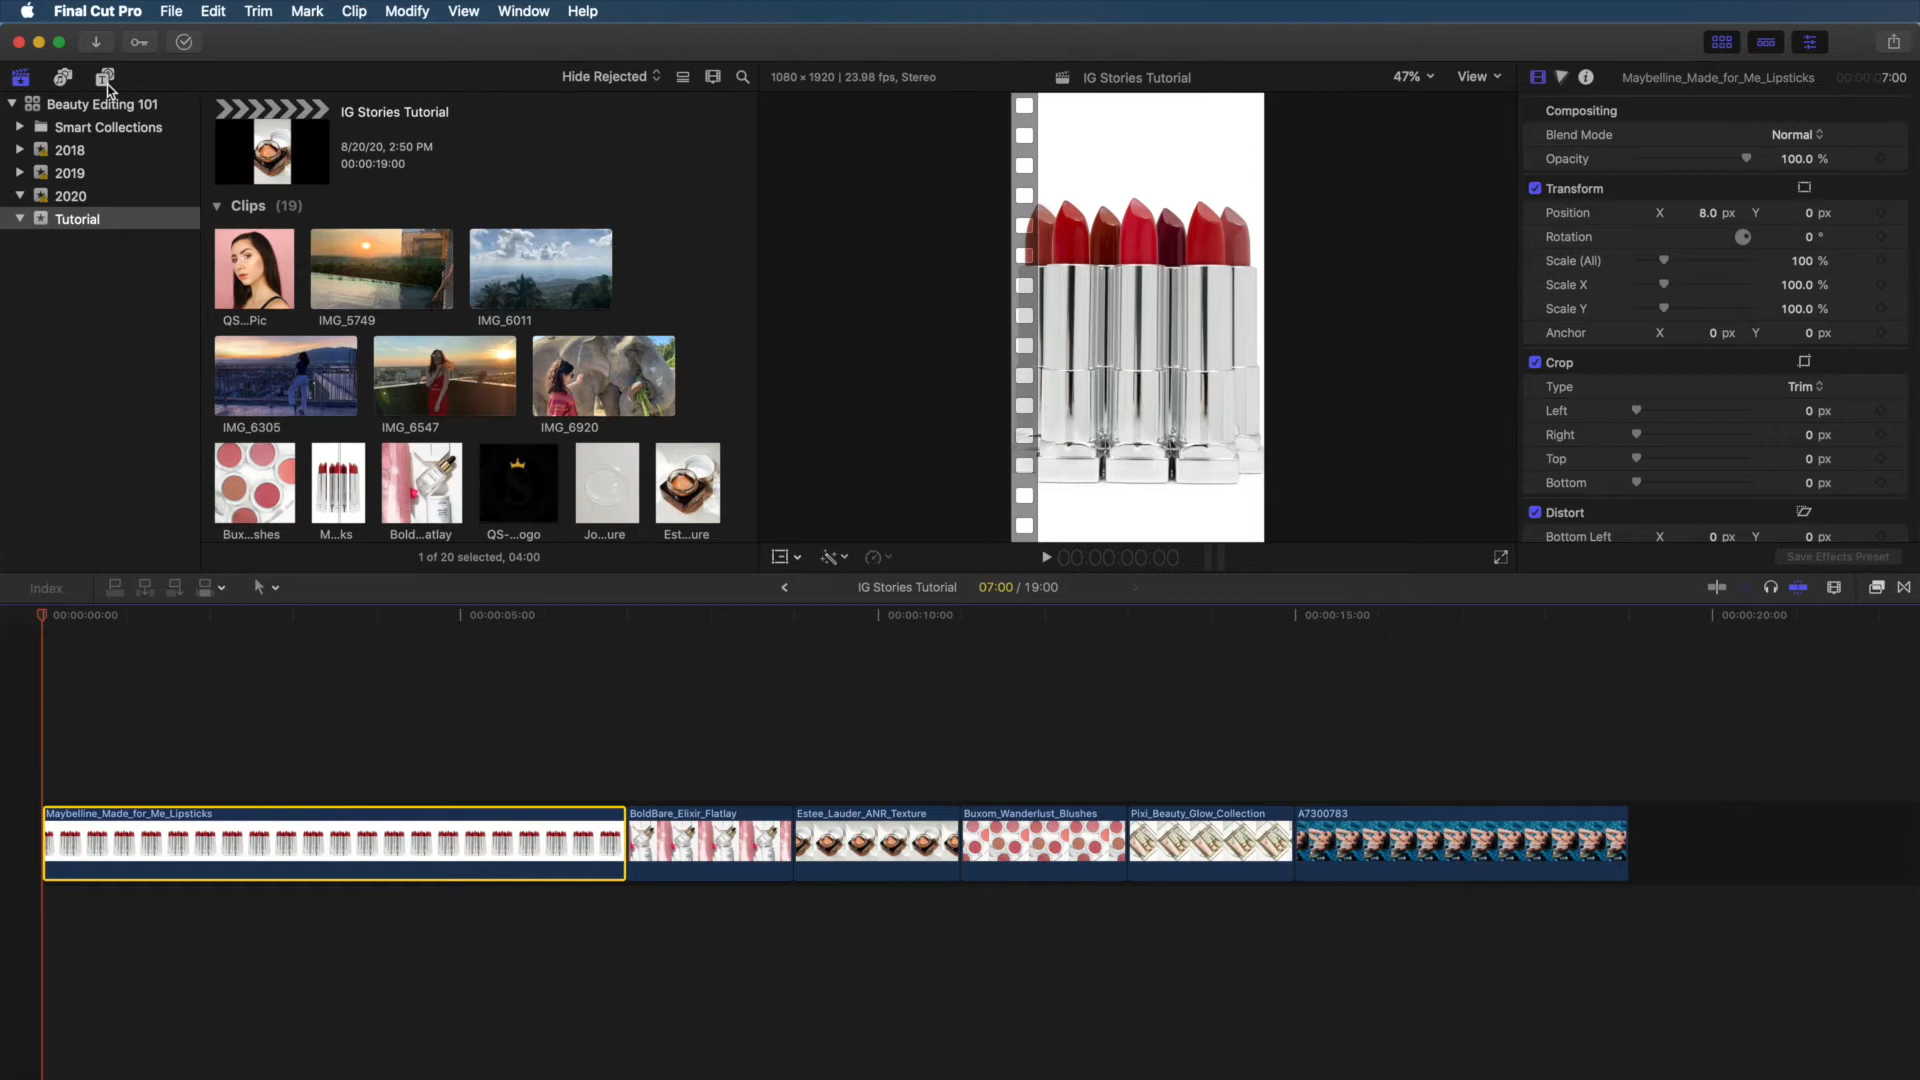 Final Cut Pro File Edit Trim Mark Clip Modify View Window Help
Hide Rejected
1080 × 1920 | 23.98 fps, Stereo
IG Stories Tutorial
47%
View
Maybelline_Made_for_Me_Lipsticks
00:00:07:00
Beauty Editing 101
Smart Collections
2018
2019
2020
Tutorial
IG Stories Tutorial
8/20/20, 2:50 PM
00:00:19:00
Clips (19)
QS...Pic IMG_5749 IMG_6011
IMG_6305 IMG_6547 IMG_6920
Bux...shes M...ks Bold...atlay QS-...ogo Jo...ure Est...ure
1 of 20 selected, 04:00
00:00:00:00
Compositing
Blend Mode Normal
Opacity 100.0 %
Transform
Position X 8.0 px Y 0 px
Rotation 0 °
Scale (All) 100 %
Scale X 100.0 %
Scale Y 100.0 %
Anchor X 0 px Y 0 px
Crop
Type Trim
Left 0 px
Right 0 px
Top 0 px
Bottom 0 px
Distort
Bottom Left X 0 px Y 0 px
Save Effects Preset
Index
IG Stories Tutorial 07:00 / 19:00
00:00:00:00 00:00:05:00 00:00:10:00 00:00:15:00 00:00:20:00
Maybelline_Made_for_Me_Lipsticks BoldBare_Elixir_Flatlay Estee_Lauder_ANR_Texture Buxom_Wanderlust_Blushes Pixi_Beauty_Glow_Collection A7300783